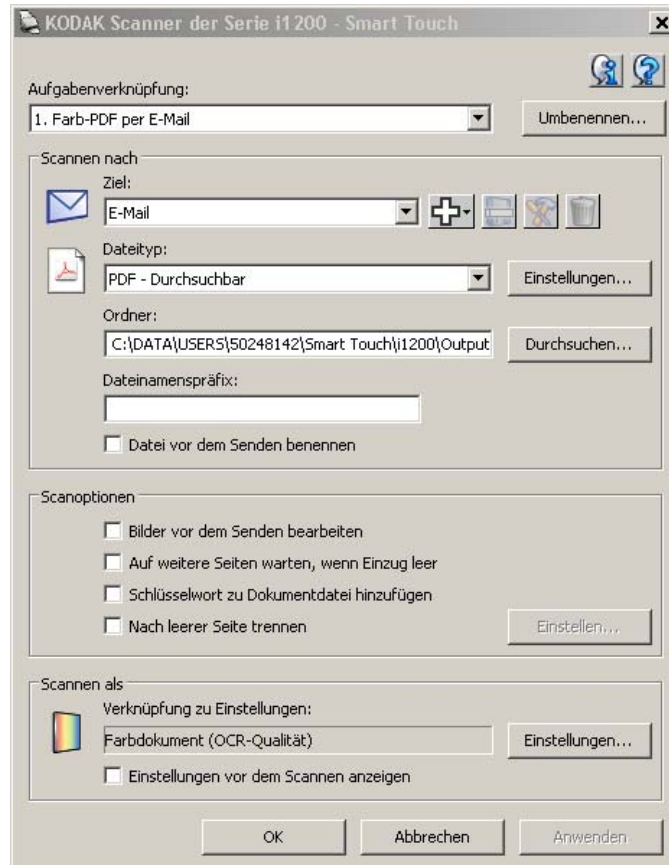 KODAK Scanner der Serie i1200 - Smart Touch
Aufgabenverknüpfung:
1. Farb-PDF per E-Mail
Umbenennen...
Scannen nach
Ziel:
E-Mail
Dateityp:
PDF - Durchsuchbar
Einstellungen...
Ordner:
C:\DATA\USERS\50248142\Smart Touch\i1200\Output
Durchsuchen...
Dateinamenspräfix:
Datei vor dem Senden benennen
Scanoptionen
Bilder vor dem Senden bearbeiten
Auf weitere Seiten warten, wenn Einzug leer
Schlüsselwort zu Dokumentdatei hinzufügen
Nach leerer Seite trennen
Einstellen...
Scannen als
Verknüpfung zu Einstellungen:
Farbdokument (OCR-Qualität)
Einstellungen...
Einstellungen vor dem Scannen anzeigen
OK
Abbrechen
Anwenden